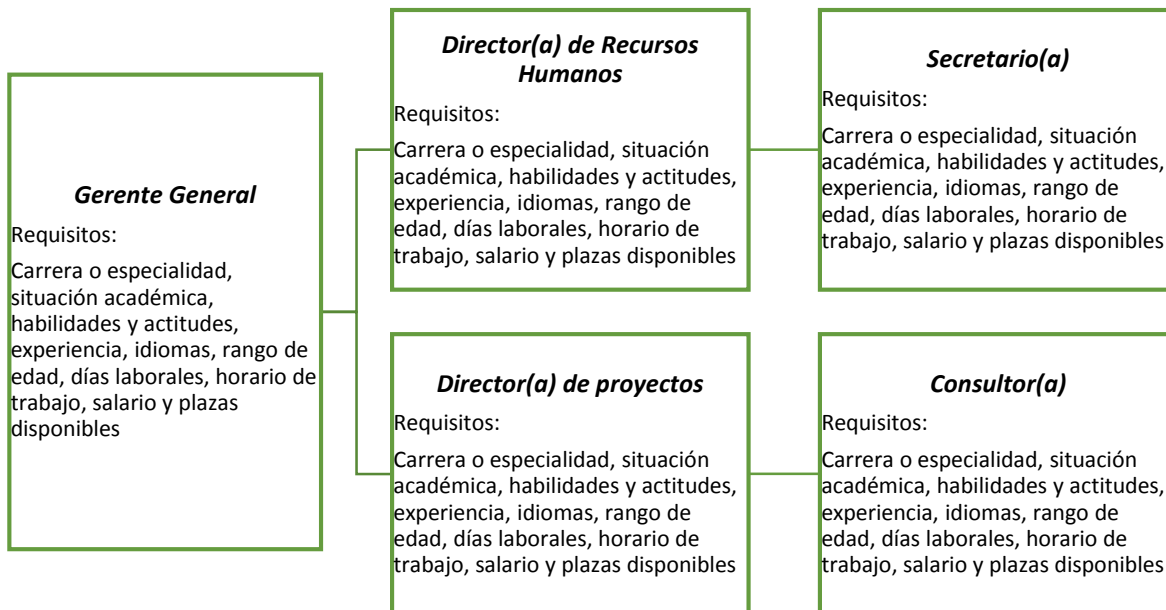 Gerente General
Requisitos:
Carrera o especialidad,
situación académica,
habilidades y actitudes,
experiencia, idiomas, rango de
edad, días laborales, horario de
trabajo, salario y plazas
disponibles
Director(a) de Recursos
Humanos
Requisitos:
Carrera o especialidad, situación
académica, habilidades y actitudes,
experiencia, idiomas, rango de
edad, días laborales, horario de
trabajo, salario y plazas disponibles
Secretario(a)
Requisitos:
Carrera o especialidad, situación
académica, habilidades y actitudes,
experiencia, idiomas, rango de
edad, días laborales, horario de
trabajo, salario y plazas disponibles
Director(a) de proyectos
Requisitos:
Carrera o especialidad, situación
académica, habilidades y actitudes,
experiencia, idiomas, rango de
edad, días laborales, horario de
trabajo, salario y plazas disponibles
Consultor(a)
Requisitos:
Carrera o especialidad, situación
académica, habilidades y actitudes,
experiencia, idiomas, rango de
edad, días laborales, horario de
trabajo, salario y plazas disponibles